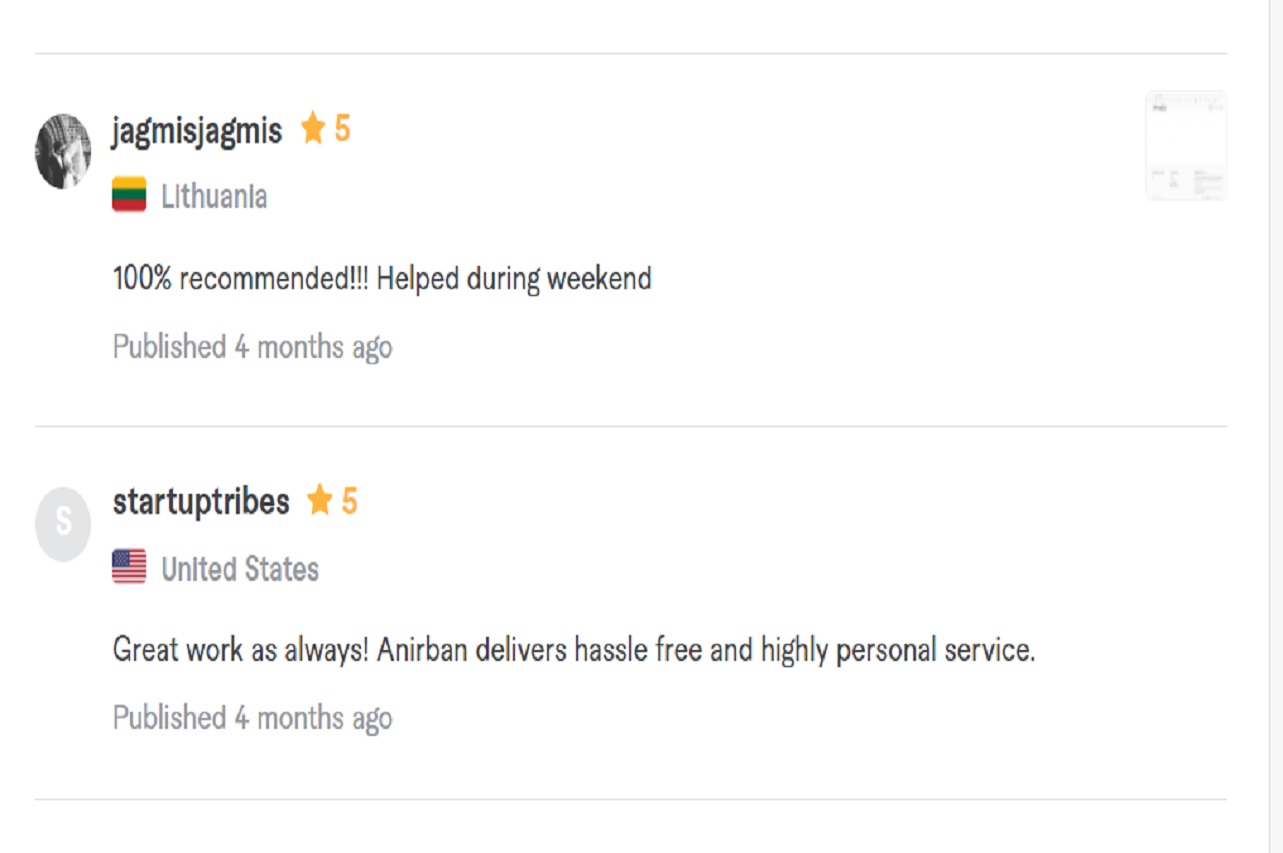 jagmisjagmis ★ 5
Lithuania
100% recommended!!! Helped during weekend
Published 4 months ago
S
startuptribes ★ 5
United States
Great work as always! Anirban delivers hassle free and highly personal service.
Published 4 months ago